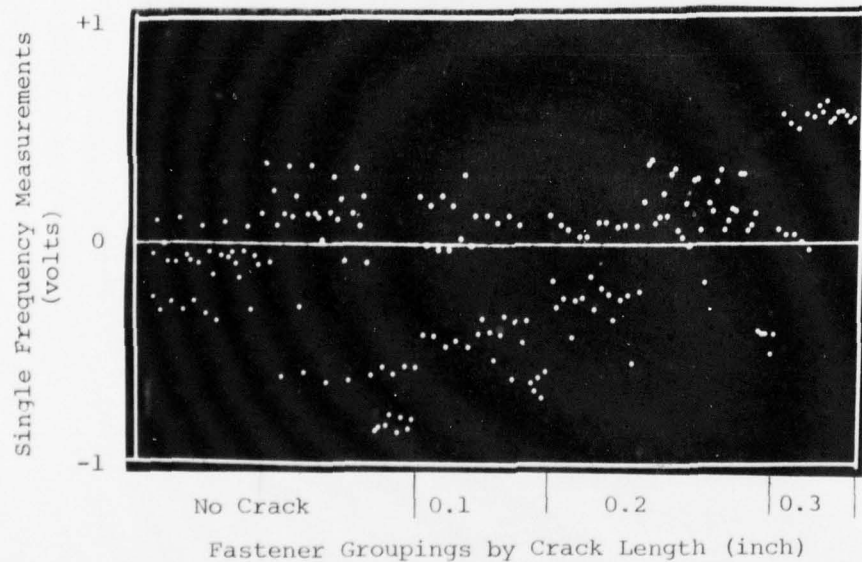 +1
Single Frequency Measurements
(volts)
0
-1
No Crack
0.1
0.2
0.3
Fastener Groupings by Crack Length (inch)